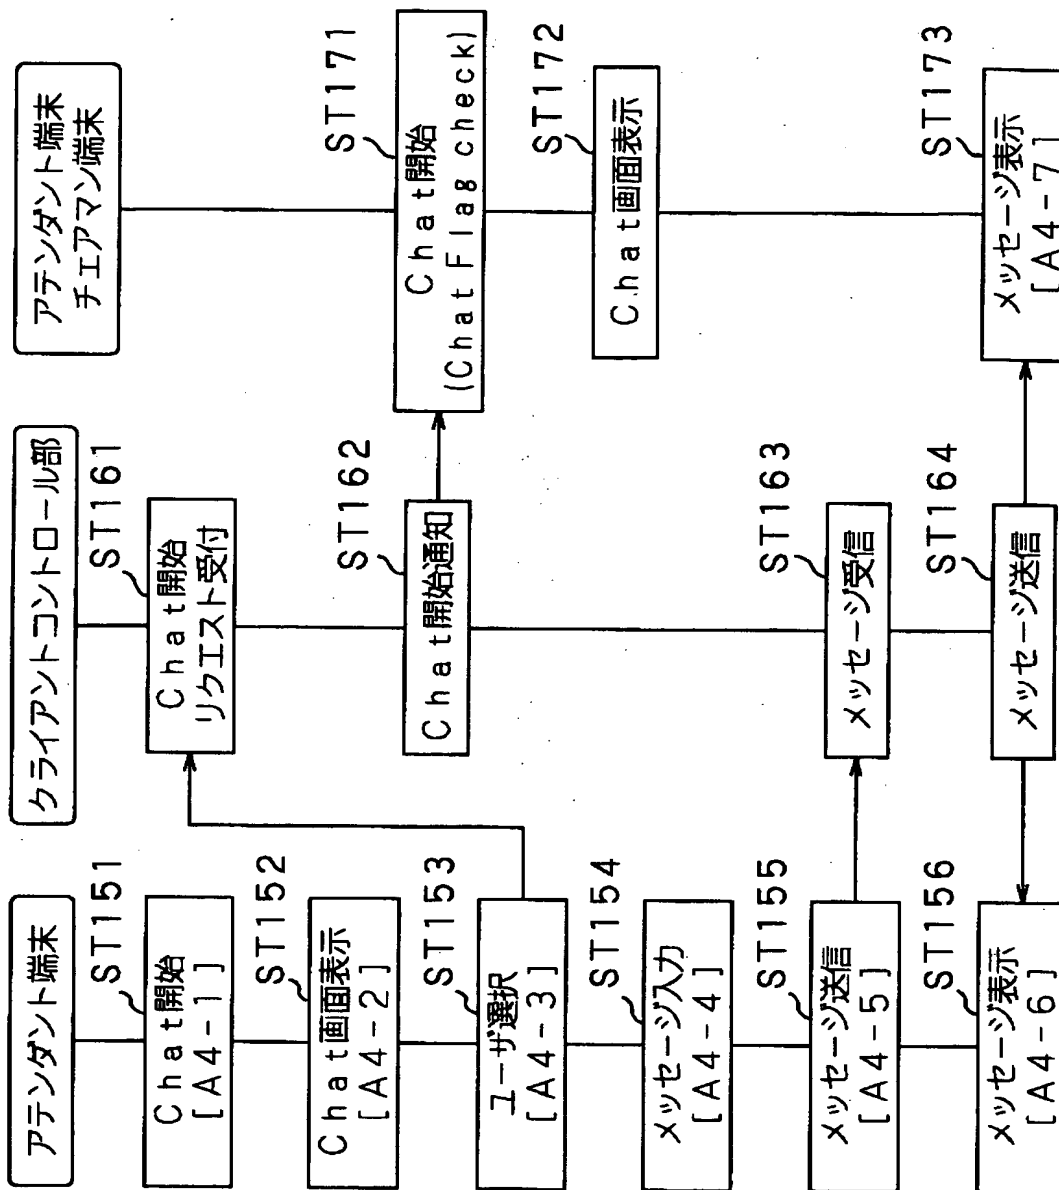 アテンダント端末
ST151
Chat開始
[A4-1]
ST152
Chat画面表示
[A4-2]
ST153
ユーザ選択
[A4-3]
ST154
メッセージ入力
[A4-4]
ST155
メッセージ送信
[A4-5]
ST156
メッセージ表示
[A4-6]
クライアントコントロール部
ST161
Chat開始
リクエスト受付
ST162
Chat開始通知
ST163
メッセージ受信
ST164
メッセージ送信
アテンダント端末
チェアマン端末
ST171
Chat開始
(Chat Flag check)
ST172
Chat画面表示
ST173
メッセージ表示
[A4-7]